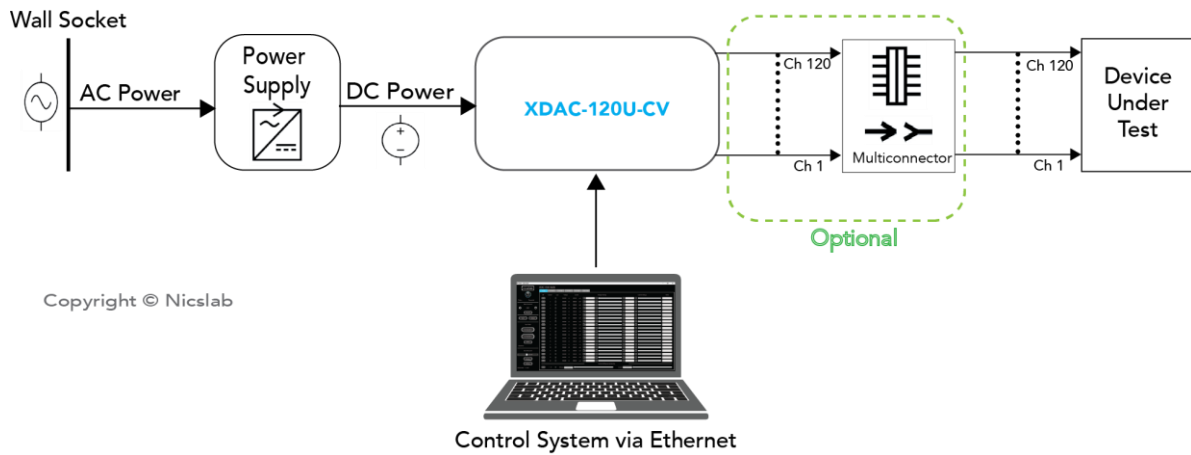 Wall Socket
AC Power
Power
Supply
DC Power
XDAC-120U-CV
Ch 120
Ch 1
Multiconnector
Optional
Ch 120
Ch 1
Device
Under
Test
Copyright © Nicslab
Control System via Ethernet